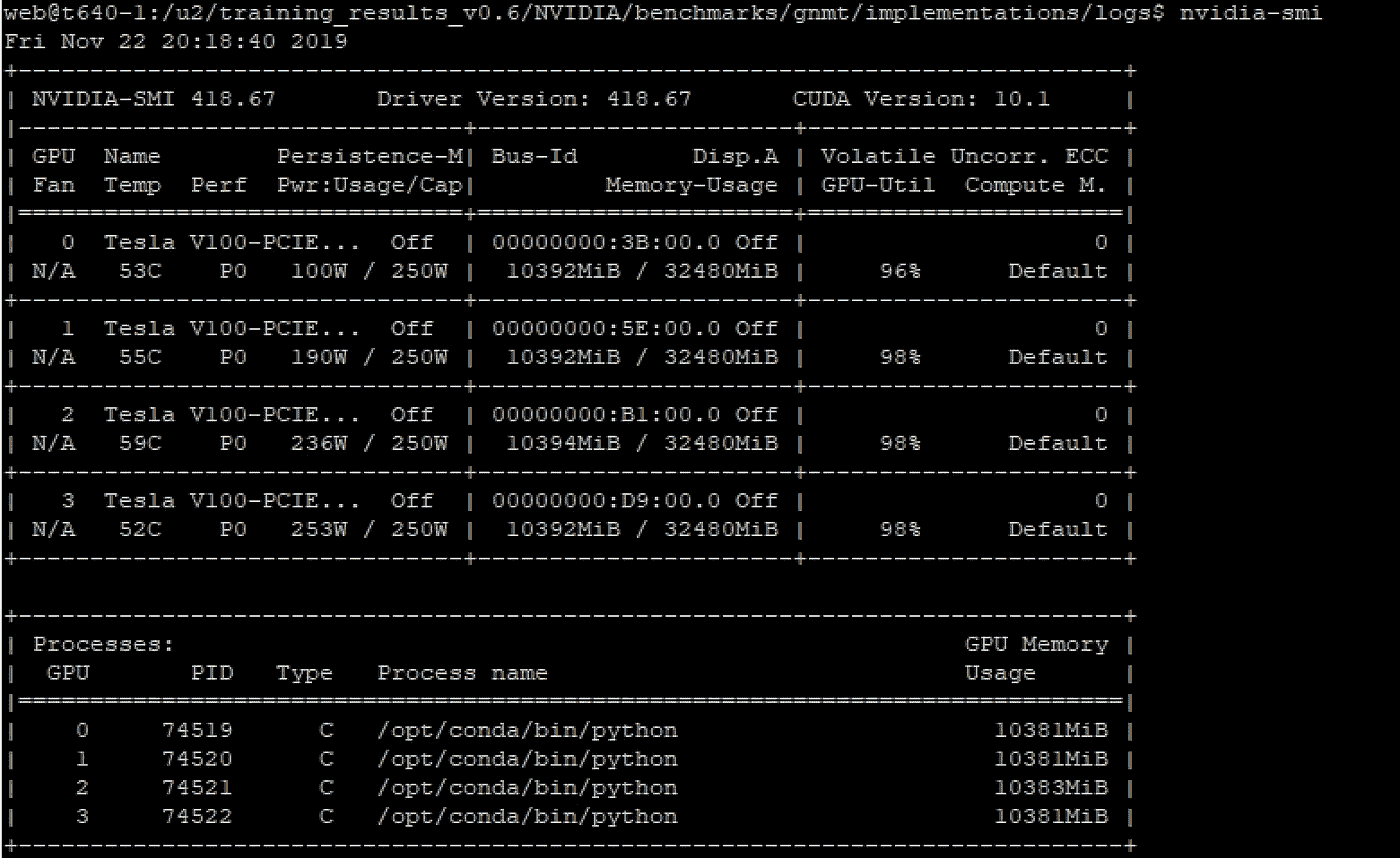 web@t640-1:/u2/training_results_v0.6/NVIDIA/benchmarks/gnmt/implementations/logs$ nvidia-smi
Fri Nov 22 20:18:40 2019
+-----------------------------------------------------------------------------+
| NVIDIA-SMI 418.67       Driver Version: 418.67       CUDA Version: 10.1     |
|-------------------------------+----------------------+----------------------+
| GPU  Name        Persistence-M| Bus-Id        Disp.A | Volatile Uncorr. ECC |
| Fan  Temp  Perf  Pwr:Usage/Cap|         Memory-Usage | GPU-Util  Compute M. |
|===============================+======================+======================|
|   0  Tesla V100-PCIE...  Off  | 00000000:3B:00.0 Off |                    0 |
| N/A   53C    P0   100W / 250W |  10392MiB / 32480MiB |     96%      Default |
+-------------------------------+----------------------+----------------------+
|   1  Tesla V100-PCIE...  Off  | 00000000:5E:00.0 Off |                    0 |
| N/A   55C    P0   190W / 250W |  10392MiB / 32480MiB |     98%      Default |
+-------------------------------+----------------------+----------------------+
|   2  Tesla V100-PCIE...  Off  | 00000000:B1:00.0 Off |                    0 |
| N/A   59C    P0   236W / 250W |  10394MiB / 32480MiB |     98%      Default |
+-------------------------------+----------------------+----------------------+
|   3  Tesla V100-PCIE...  Off  | 00000000:D9:00.0 Off |                    0 |
| N/A   52C    P0   253W / 250W |  10392MiB / 32480MiB |     98%      Default |
+-------------------------------+----------------------+----------------------+

+-----------------------------------------------------------------------------+
| Processes:                                                       GPU Memory |
|  GPU       PID   Type   Process name                             Usage      |
|=============================================================================|
|    0     74519      C   /opt/conda/bin/python                      10381MiB |
|    1     74520      C   /opt/conda/bin/python                      10381MiB |
|    2     74521      C   /opt/conda/bin/python                      10383MiB |
|    3     74522      C   /opt/conda/bin/python                      10381MiB |
+-----------------------------------------------------------------------------+